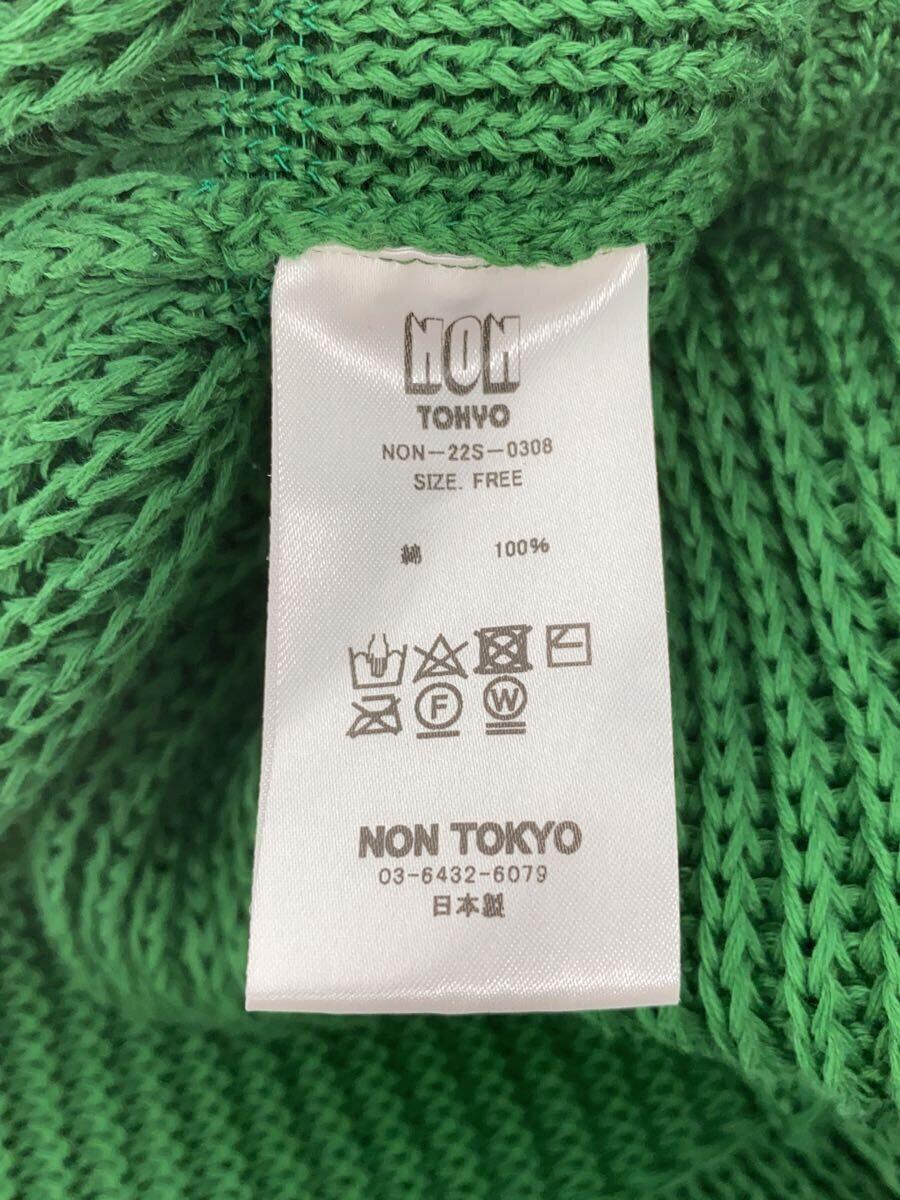 NON
TOKYO
NON-22S-0308
SIZE. FREE
綿 100%
F W
NON TOKYO
03-6432-6079
日本製